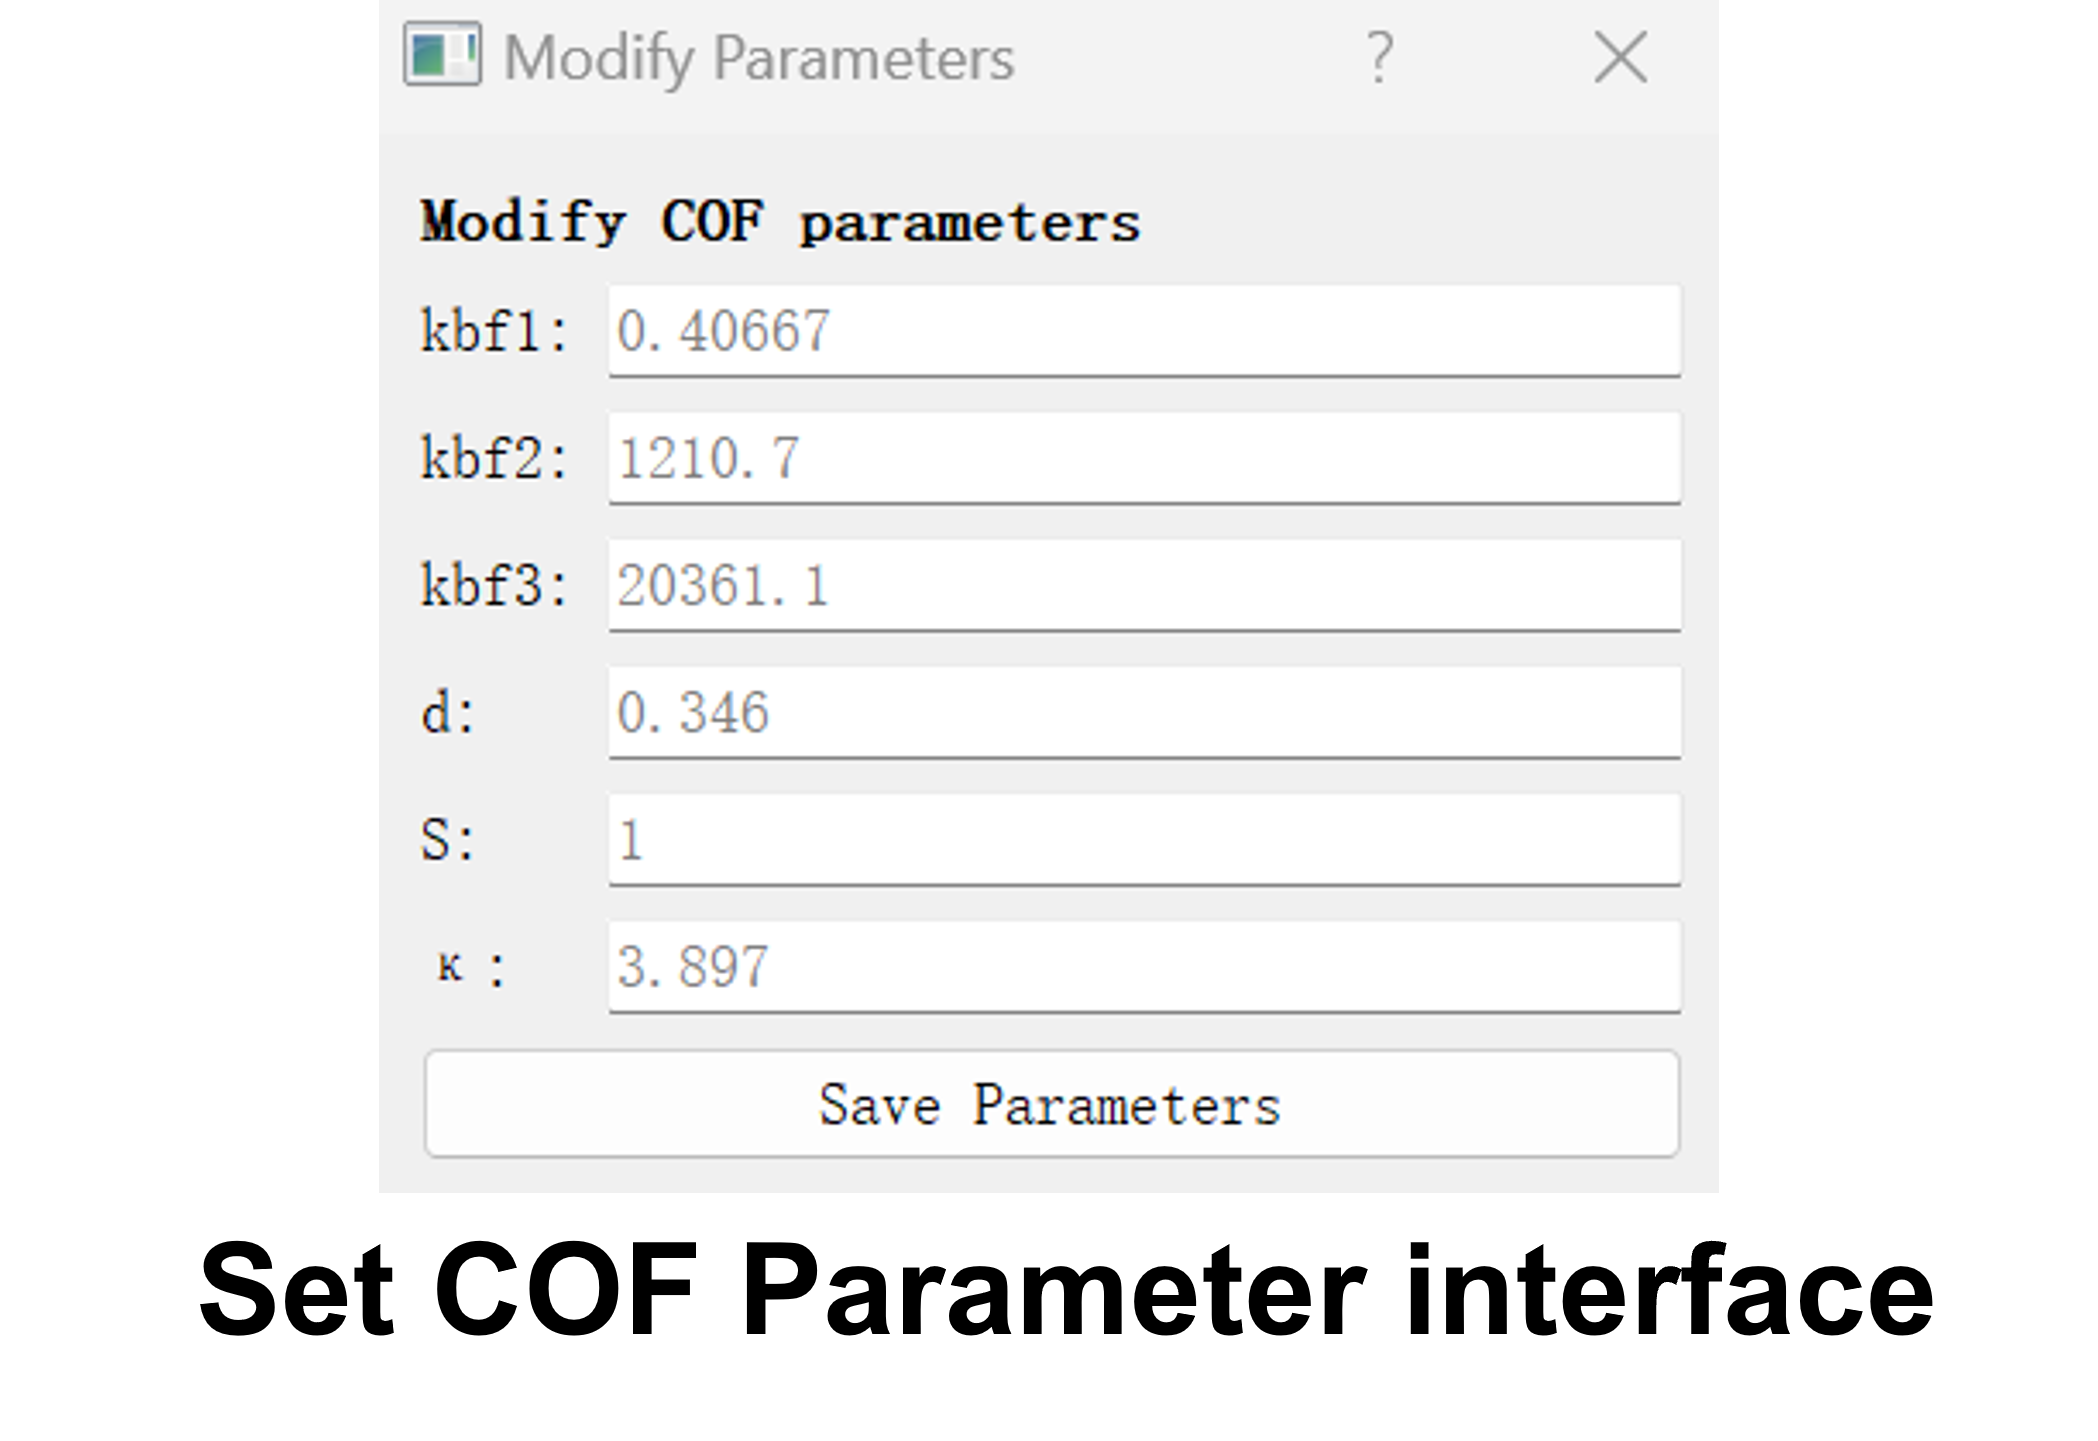 Modify Parameters ?
Modify COF parameters
kbf1: 0.40667
kbf2: 1210.7
kbf3: 20361.1
d: 0.346
S: 1
κ: 3.897
Save Parameters
Set COF Parameter interface